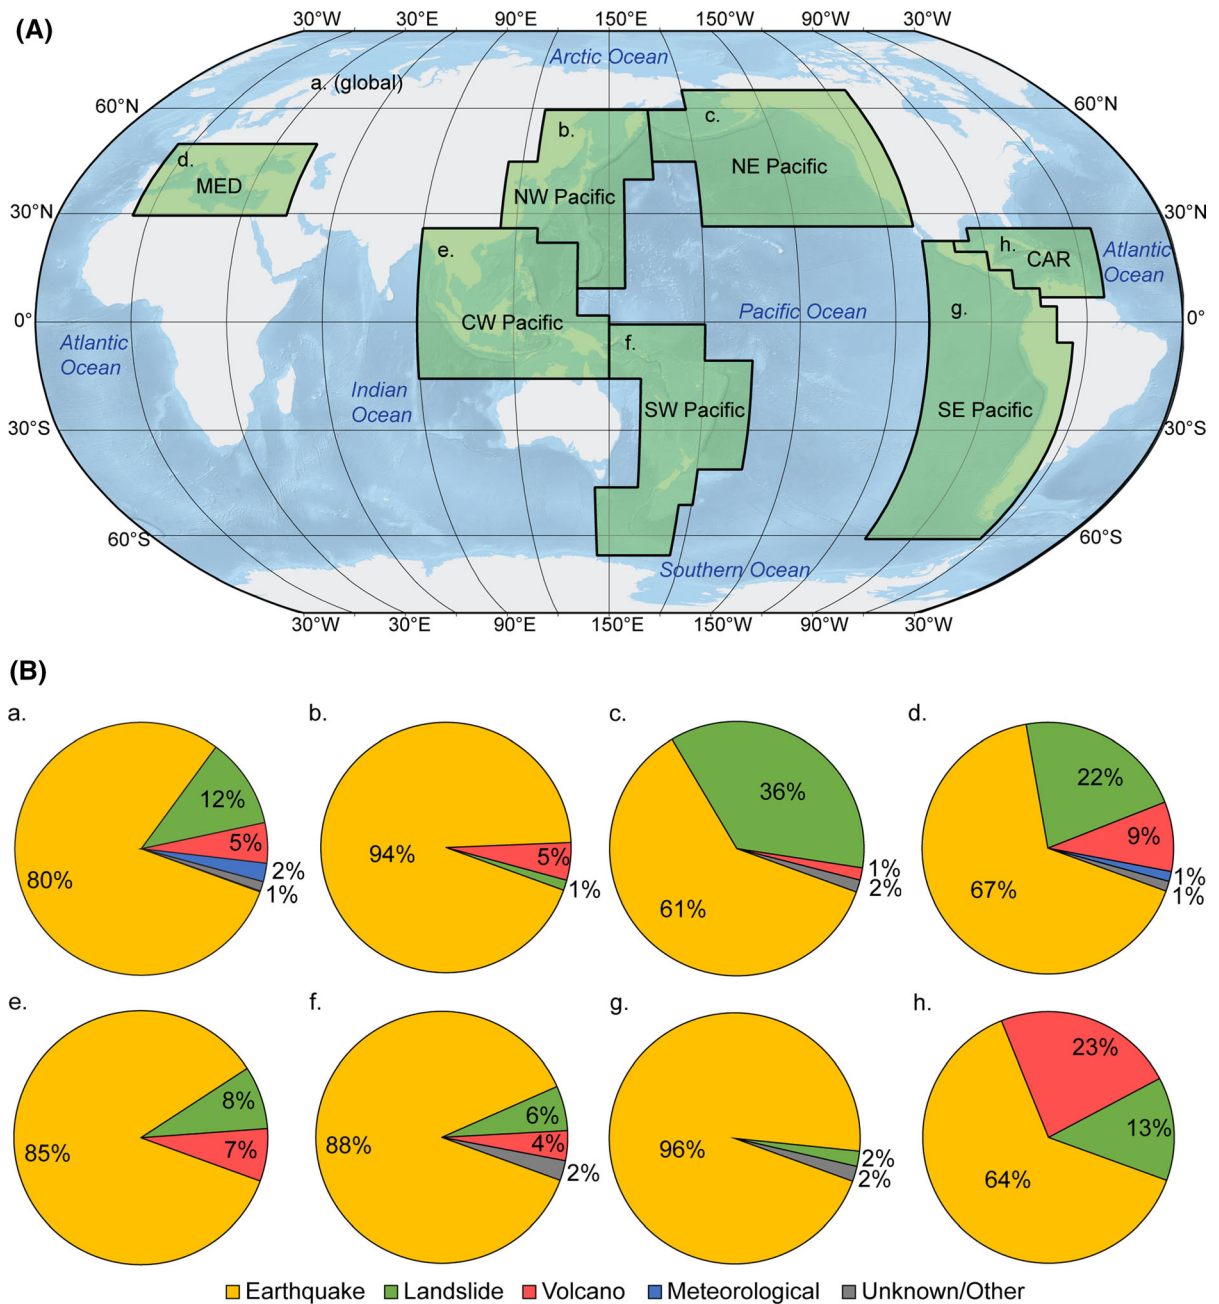 (A)
30°W 30°E 90°E 150°E 150°W 90°W 30°W
Arctic Ocean
a. (global)
60°N 60°N
b. c.
d.
MED
NE Pacific
NW Pacific
30°N 30°N
e. h.
CAR
Atlantic
Ocean
g.
CW Pacific
Pacific Ocean
0° 0°
f.
Atlantic
Ocean
Indian
Ocean
SW Pacific
SE Pacific
30°S 30°S
60°S 60°S
Southern Ocean
30°W 30°E 90°E 150°E 150°W 90°W 30°W
(B)
a.
12%
5%
2%
1%
80%
b.
94%
5%
1%
c.
36%
1%
2%
61%
d.
22%
9%
1%
1%
67%
e.
8%
7%
85%
f.
6%
4%
2%
88%
g.
96%
2%
2%
h.
23%
13%
64%
Earthquake Landslide Volcano Meteorological Unknown/Other